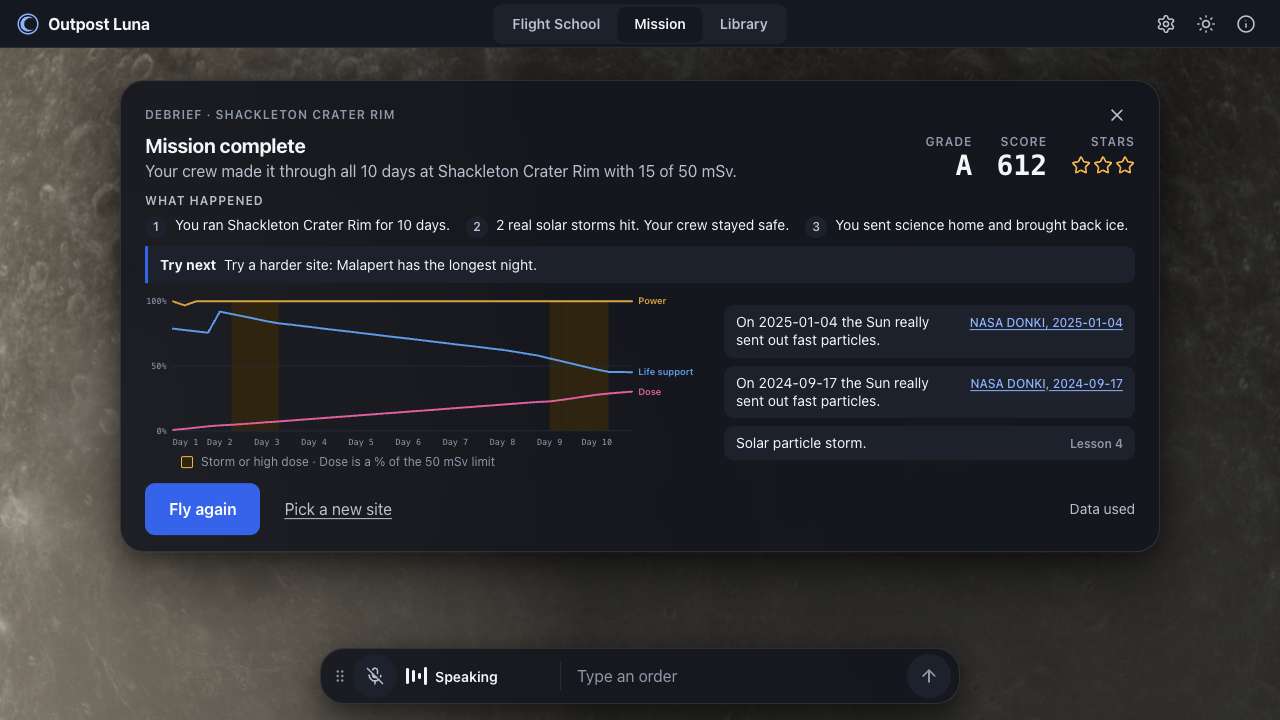 Outpost Luna
Flight School
Mission
Library
DEBRIEF · SHACKLETON CRATER RIM
Mission complete
Your crew made it through all 10 days at Shackleton Crater Rim with 15 of 50 mSv.
GRADE
A
SCORE
612
STARS
WHAT HAPPENED
1 You ran Shackleton Crater Rim for 10 days.
2 2 real solar storms hit. Your crew stayed safe.
3 You sent science home and brought back ice.
Try next Try a harder site: Malapert has the longest night.
100%
50%
0%
Power
Life support
Dose
Day 1 Day 2 Day 3 Day 4 Day 5 Day 6 Day 7 Day 8 Day 9 Day 10
Storm or high dose · Dose is a % of the 50 mSv limit
On 2025-01-04 the Sun really
sent out fast particles.
NASA DONKI, 2025-01-04
On 2024-09-17 the Sun really
sent out fast particles.
NASA DONKI, 2024-09-17
Solar particle storm.
Lesson 4
Fly again
Pick a new site
Data used
Speaking
Type an order